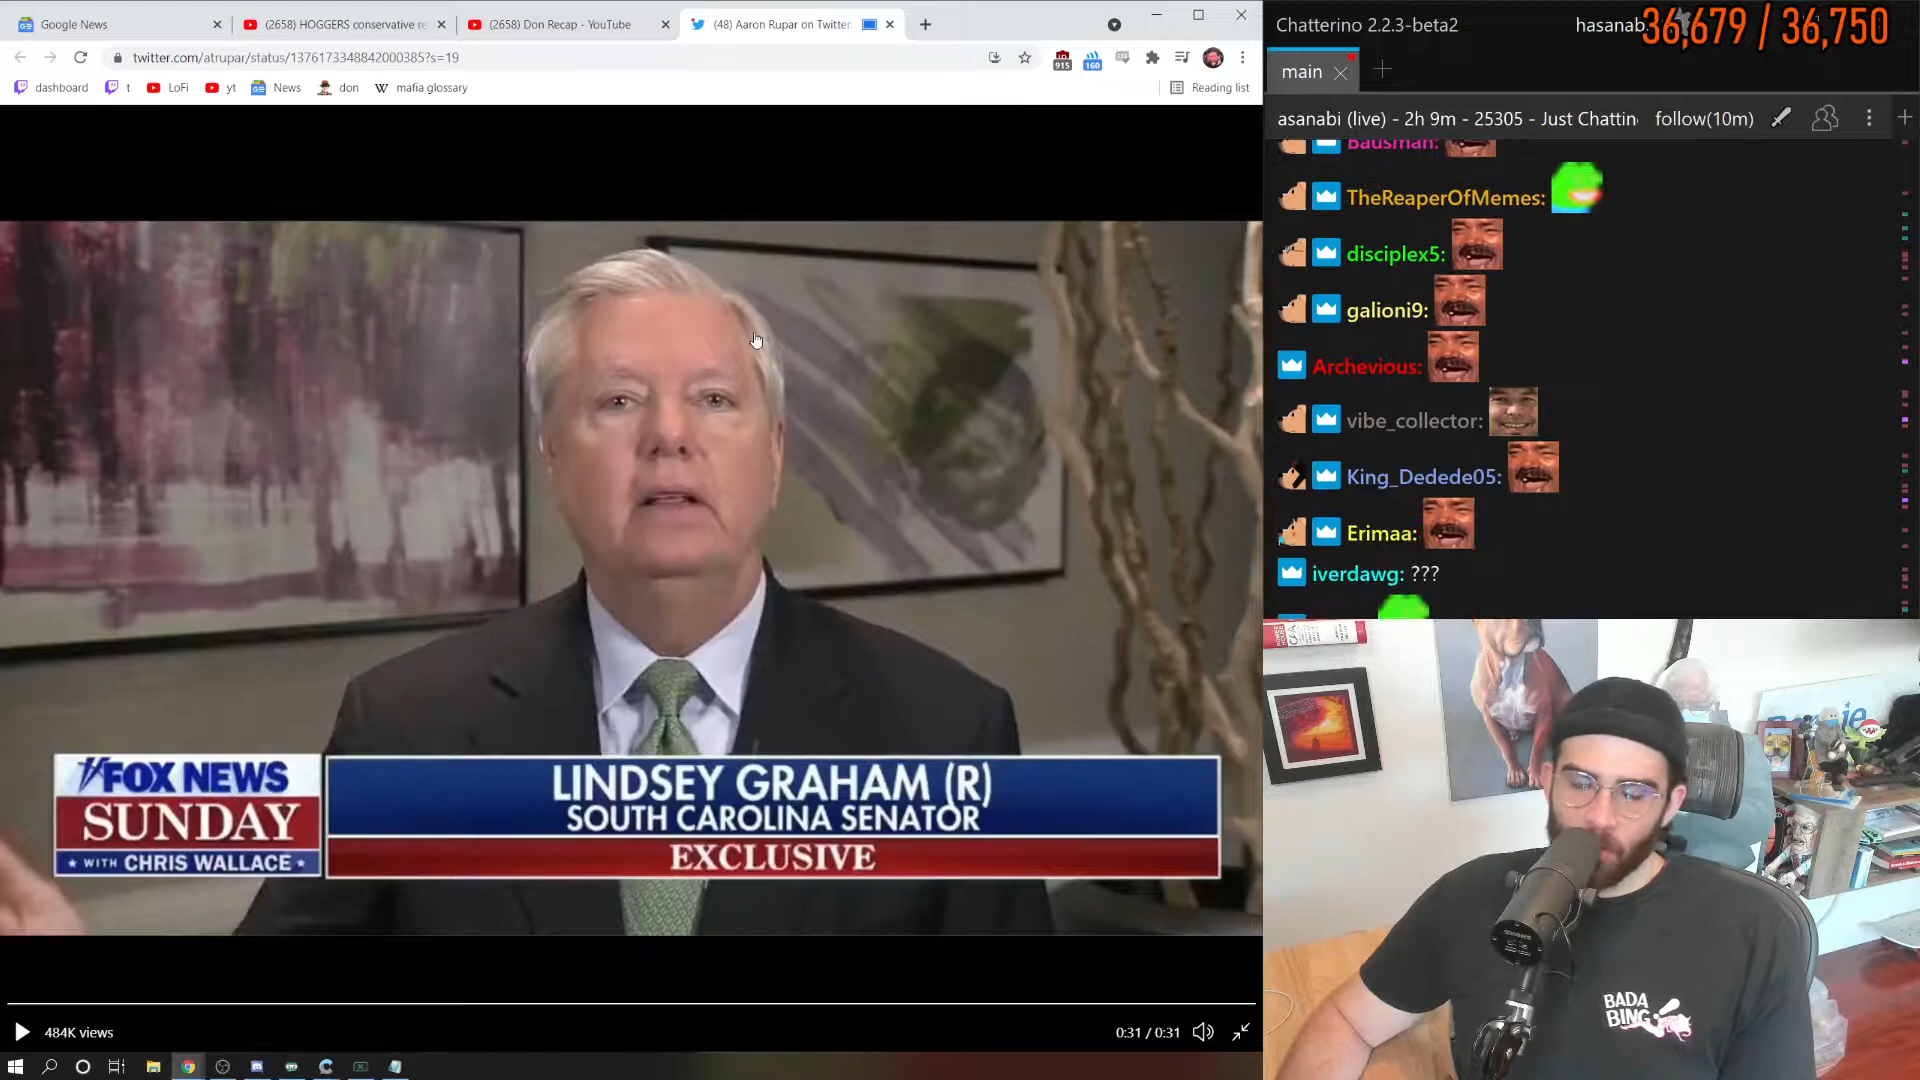 Google News
(2658) HOGGERS conservative re
(2658) Don Recap - YouTube
(48) Aaron Rupar on Twitter:
twitter.com/atrupar/status/1376173348842000385?s=19
915
160
dashboard
t
LoFi
yt
News
don
W mafia glossary
Reading list
FOX NEWS
SUNDAY
WITH CHRIS WALLACE
LINDSEY GRAHAM (R)
SOUTH CAROLINA SENATOR
EXCLUSIVE
484K views
0:31 / 0:31
Chatterino 2.2.3-beta2
hasanab
36,679 / 36,750
main
asanabi (live) - 2h 9m - 25305 - Just Chattin
follow(10m)
Bausman:
TheReaperOfMemes:
disciplex5:
galioni9:
Archevious:
vibe_collector:
King_Dedede05:
Erimaa:
iverdawg: ???
BADA
BING